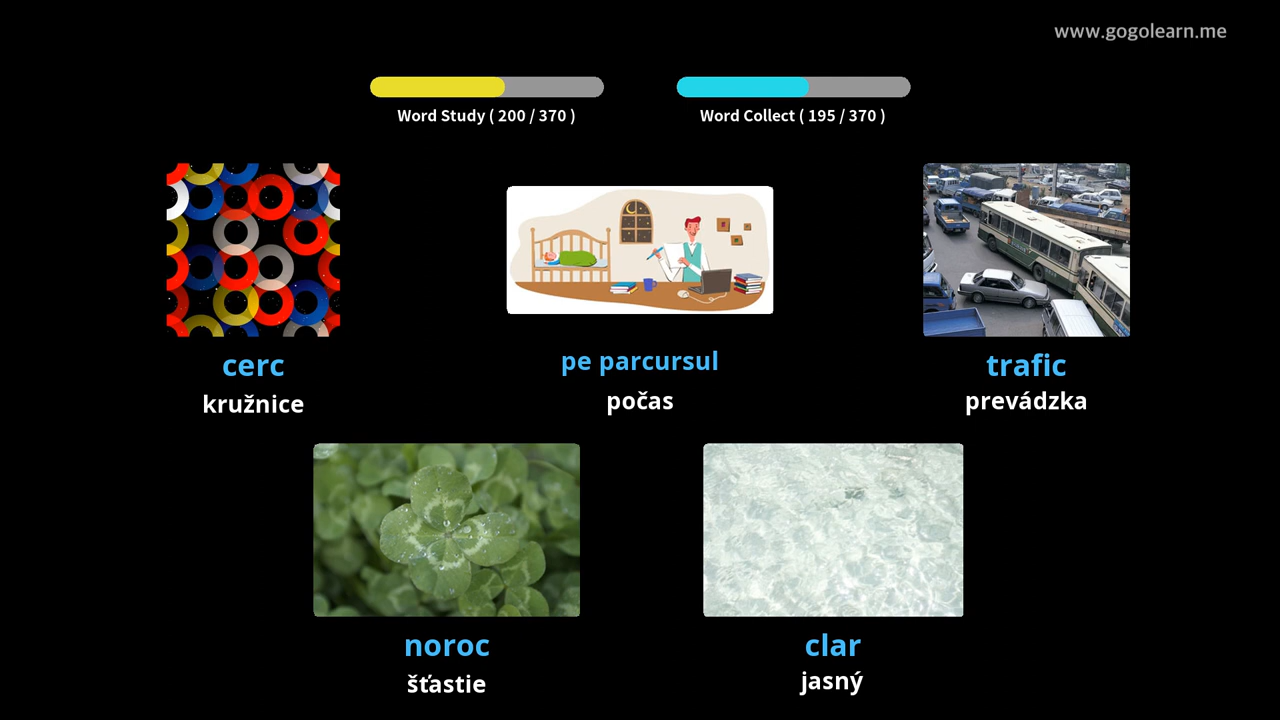 www.gogolearn.me
Word Study ( 200 / 370 )
Word Collect ( 195 / 370 )
cerc
kružnice
pe parcursul
počas
trafic
prevádzka
noroc
šťastie
clar
jasný